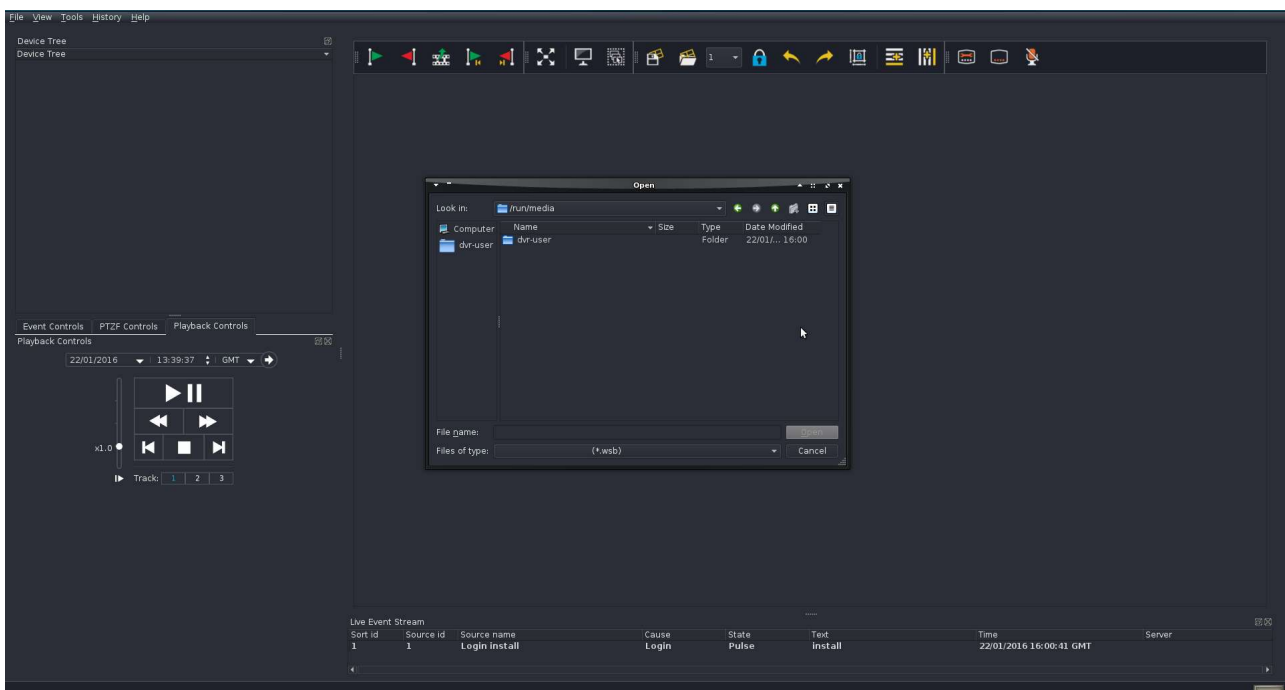 File View Tools History Help
Device Tree
Device Tree
1
Open
Look in: /run/media
Computer
dvr-user
Name Size Type Date Modified
dvr-user Folder 22/01/... 16:00
File name: Open
Files of type: (*.wsb) Cancel
Event Controls PTZF Controls Playback Controls
Playback Controls
22/01/2016 13:39:37 GMT
x1.0
Track: 1 2 3
Live Event Stream
Sort id Source id Source name Cause State Text Time Server
1 1 Login install Login Pulse install 22/01/2016 16:00:41 GMT